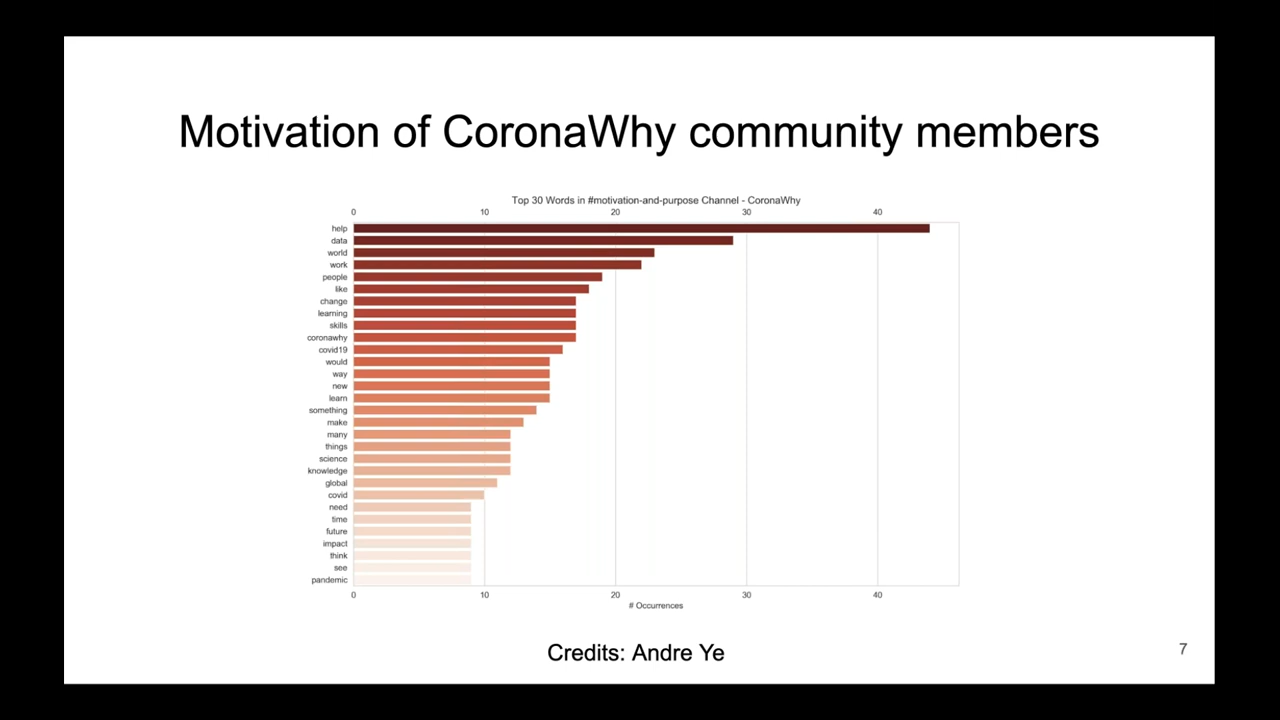 Motivation of CoronaWhy community members
Top 30 Words in #motivation-and-purpose Channel - CoronaWhy
0 10 20 30 40
help
data
world
work
people
like
change
learning
skills
coronawhy
covid19
would
way
new
learn
something
make
many
things
science
knowledge
global
covid
need
time
future
impact
think
see
pandemic
0 10 20 30 40
# Occurrences
Credits: Andre Ye
7